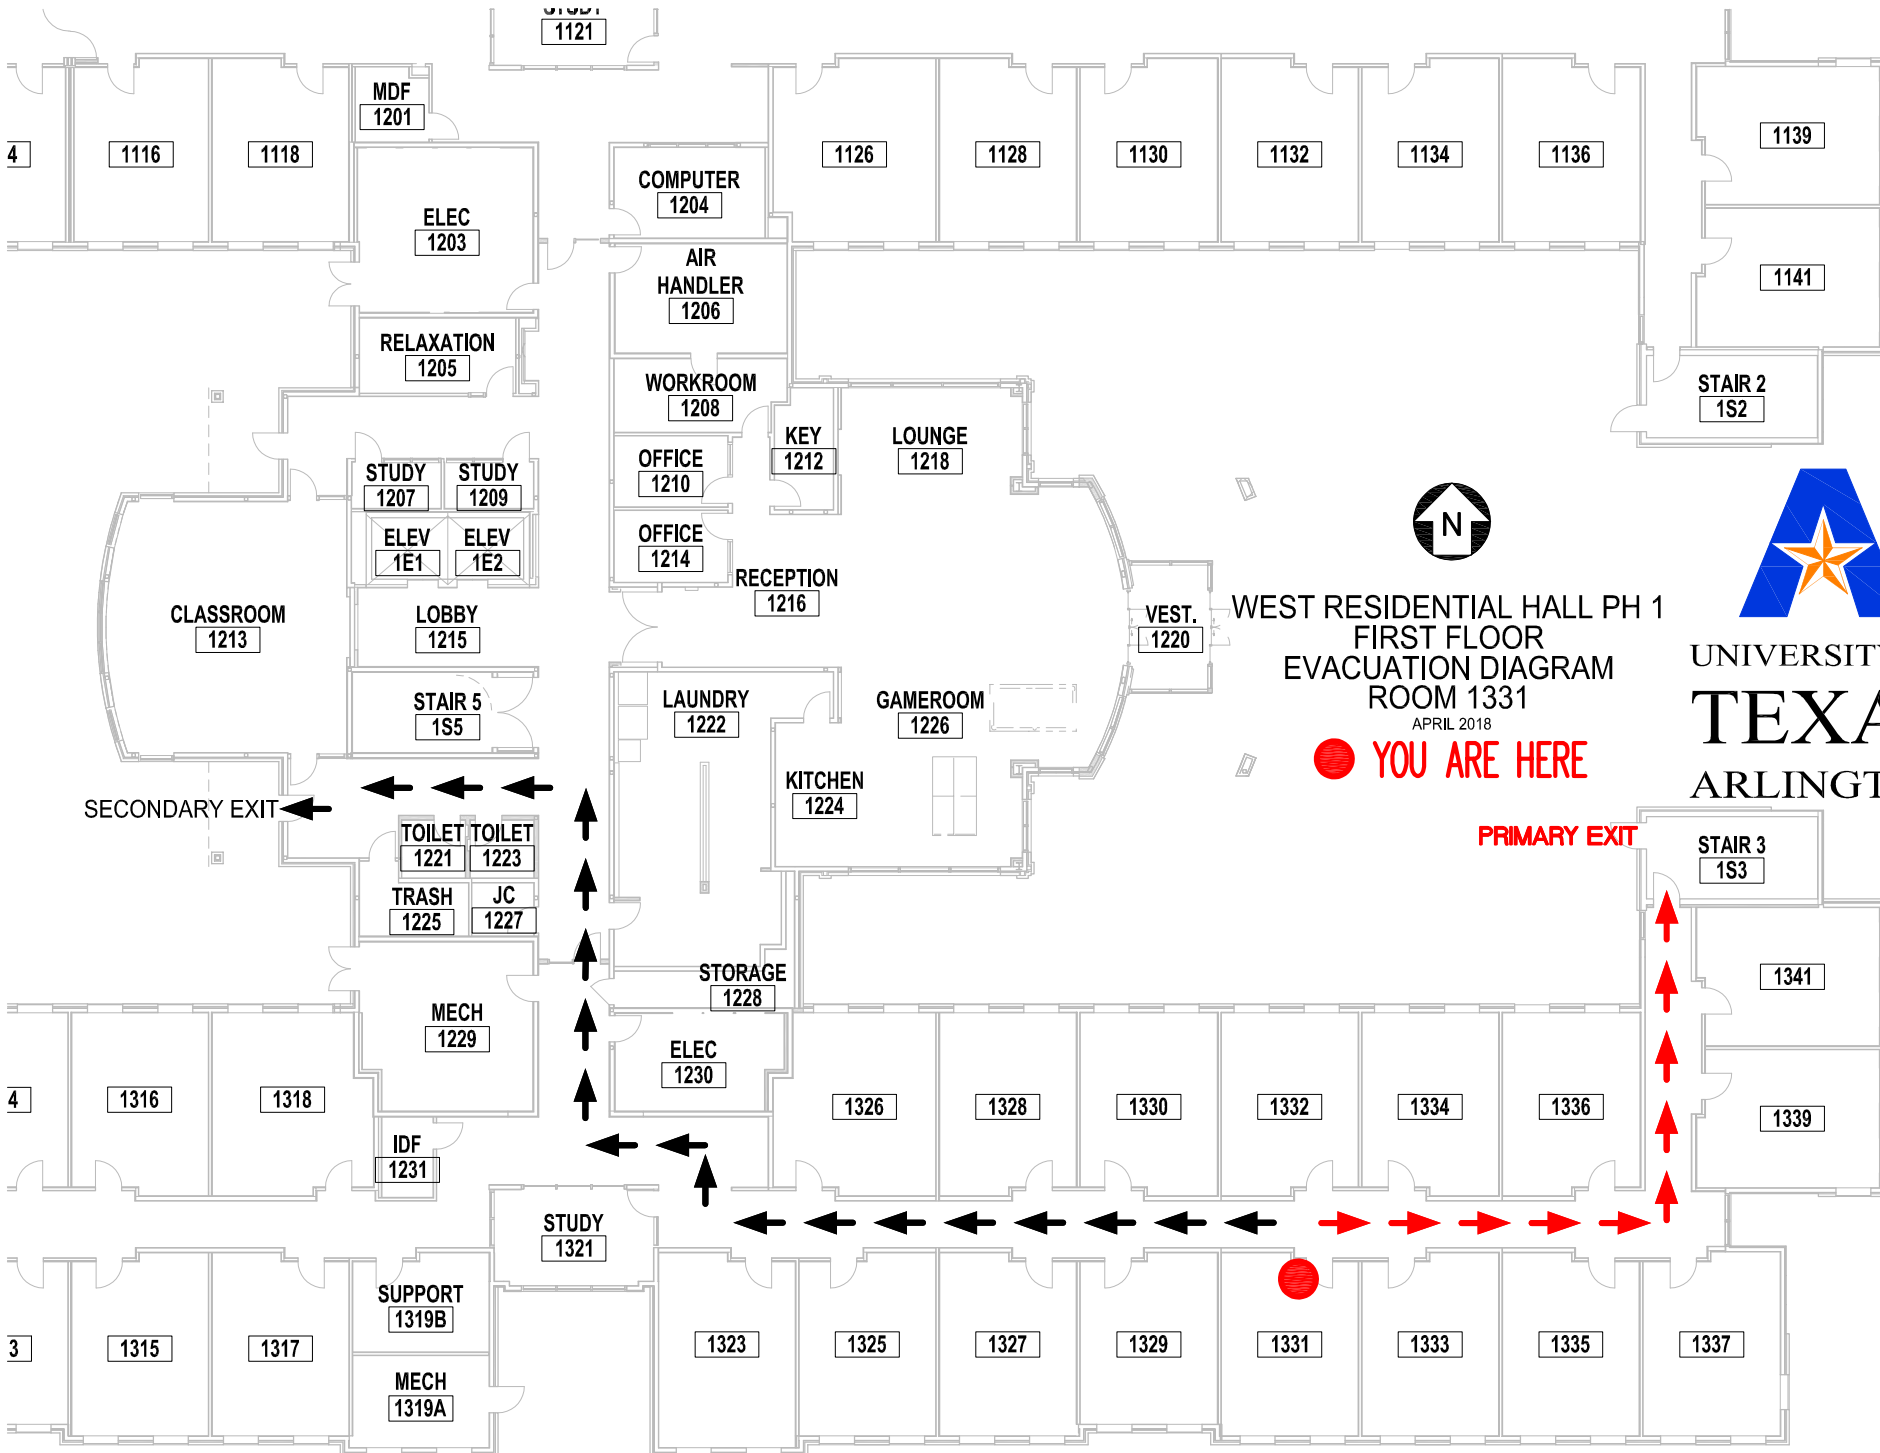 1121
MDF
1201
4
1116
1118
1126
1128
1130
1132
1134
1136
1139
COMPUTER
1204
ELEC
1203
AIR
HANDLER
1206
1141
RELAXATION
1205
WORKROOM
1208
STAIR 2
1S2
KEY
1212
LOUNGE
1218
OFFICE
1210
STUDY
1207
STUDY
1209
OFFICE
1214
ELEV
1E1
ELEV
1E2
N
RECEPTION
1216
CLASSROOM
1213
LOBBY
1215
VEST.
1220
WEST RESIDENTIAL HALL PH 1
FIRST FLOOR
EVACUATION DIAGRAM
ROOM 1331
APRIL 2018
YOU ARE HERE
UNIVERSITY
TEXA
ARLINGT
STAIR 5
1S5
LAUNDRY
1222
GAMEROOM
1226
KITCHEN
1224
SECONDARY EXIT
PRIMARY EXIT
TOILET
1221
TOILET
1223
STAIR 3
1S3
TRASH
1225
JC
1227
STORAGE
1228
1341
MECH
1229
ELEC
1230
4
1316
1318
1326
1328
1330
1332
1334
1336
1339
IDF
1231
STUDY
1321
SUPPORT
1319B
3
1315
1317
1323
1325
1327
1329
1331
1333
1335
1337
MECH
1319A